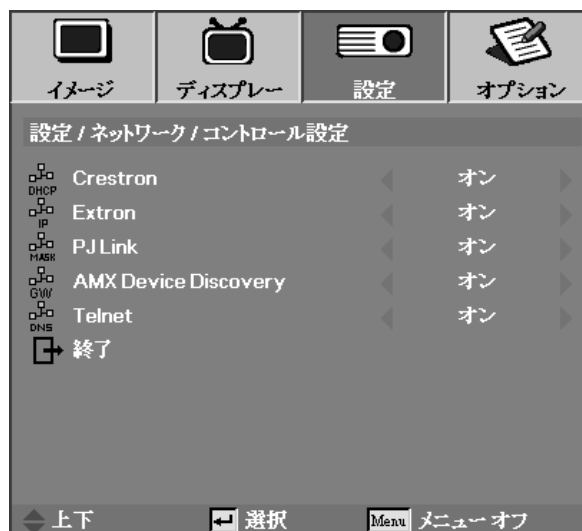 イメージ ディスプレー 設定 オプション
設定 / ネットワーク / コントロール設定
DHCP Crestron オン
IP Extron オン
MASK PJ Link オン
GW AMX Device Discovery オン
DNS Telnet オン
終了
上下 選択 Menu メニューオフ